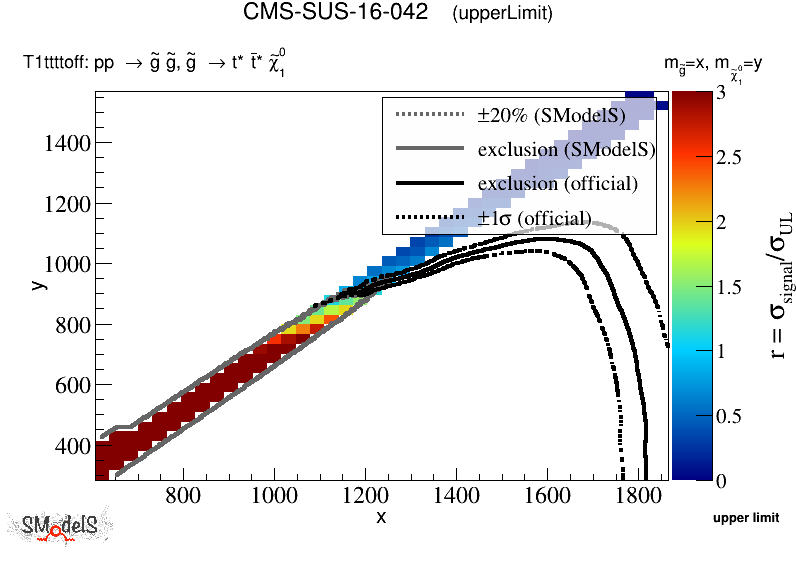 CMS-SUS-16-042 (upperLimit)
T1ttttoff: pp → g̃ g̃, g̃ → t* t̄* χ̃₁⁰
m_g̃=x, m_χ̃₁⁰=y
±20% (SModelS)
exclusion (SModelS)
exclusion (official)
±1σ (official)
1400
1200
1000
800
600
400
y
800 1000 1200 1400 1600 1800
x
3
2.5
2
1.5
1
0.5
0
r = σ_signal/σ_UL
SModelS
upper limit